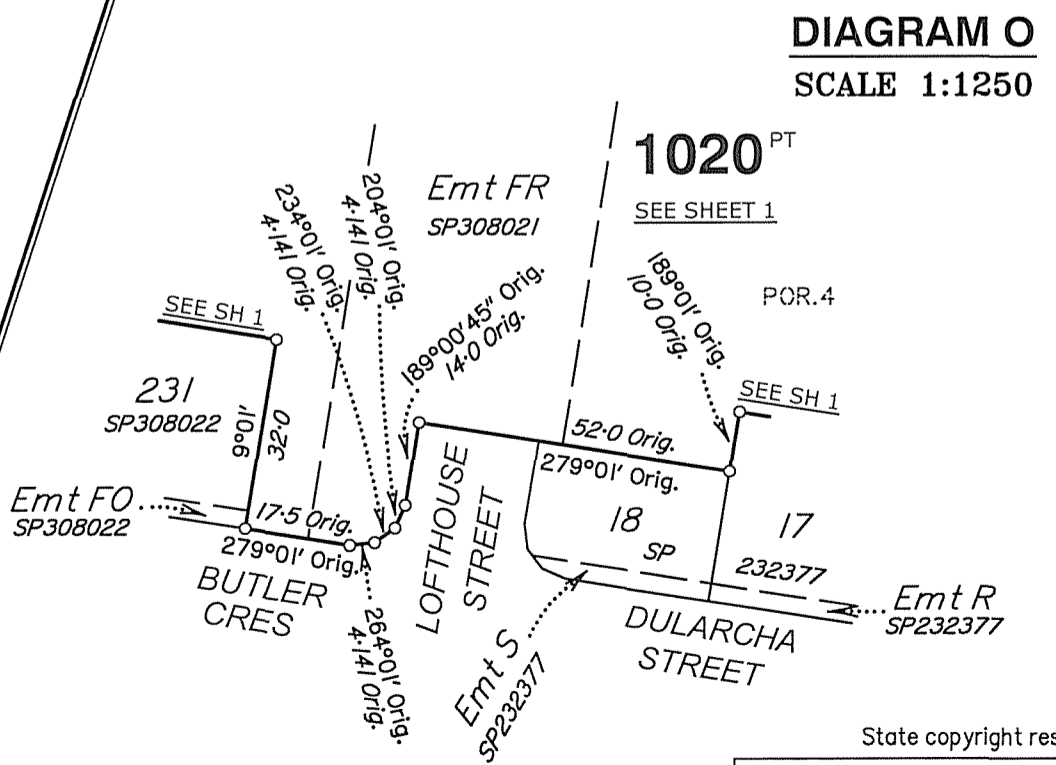 DIAGRAM O
SCALE 1:1250
1020 PT
SEE SHEET 1
Emt FR
SP308021
234°01' Orig.
4·141 Orig.
204°01' Orig.
4·141 Orig.
189°00'45" Orig.
14·0 Orig.
189°01' Orig.
10·0 Orig.
POR.4
SEE SH 1
231
SP308022
9°01'
32·0
SEE SH 1
52·0 Orig.
279°01' Orig.
Emt FO
SP308022
17·5 Orig.
279°01' Orig.
BUTLER
CRES
264°01' Orig.
4·141 Orig.
LOFTHOUSE
STREET
18
SP
17
232377
Emt R
SP232377
Emt S
SP232377
DULARCHA
STREET
State copyright res